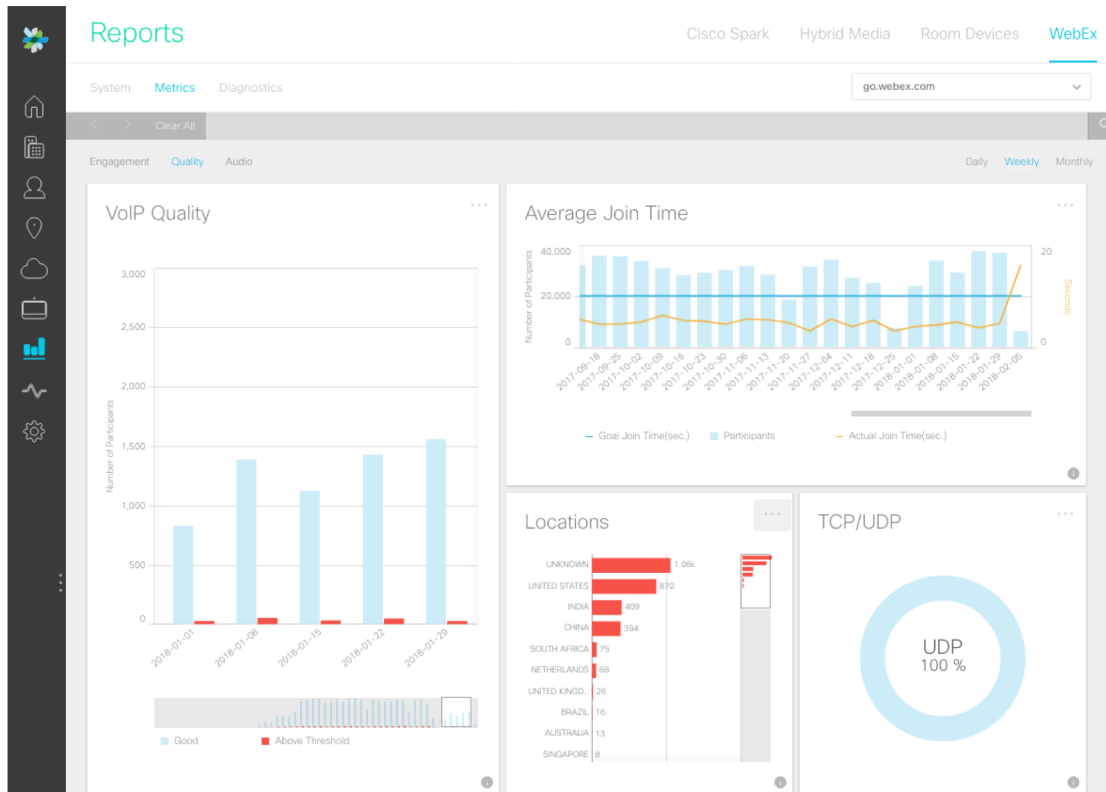 Reports
Cisco Spark Hybrid Media Room Devices WebEx
System Metrics Diagnostics
go.webex.com
Clear All
Engagement Quality Audio
Daily Weekly Monthly
VoIP Quality
Number of Participants
3,000
2,500
2,000
1,500
1,000
500
0
2018-01-01 2018-01-08 2018-01-15 2018-01-22 2018-01-29
Good Above Threshold
Average Join Time
Number of Participants
40,000
20,000
0
20
0
Seconds
2017-09-18 2017-09-25 2017-10-02 2017-10-09 2017-10-16 2017-10-23 2017-10-30 2017-11-06 2017-11-13 2017-11-20 2017-11-27 2017-12-04 2017-12-11 2017-12-18 2017-12-25 2018-01-01 2018-01-08 2018-01-15 2018-01-22 2018-01-29 2018-02-05
Goal Join Time(sec.) Participants Actual Join Time(sec.)
Locations
UNKNOWN 1.06k
UNITED STATES 870
INDIA 409
CHINA 394
SOUTH AFRICA 75
NETHERLANDS 68
UNITED KINGD... 26
BRAZIL 16
AUSTRALIA 13
SINGAPORE 8
TCP/UDP
UDP
100 %